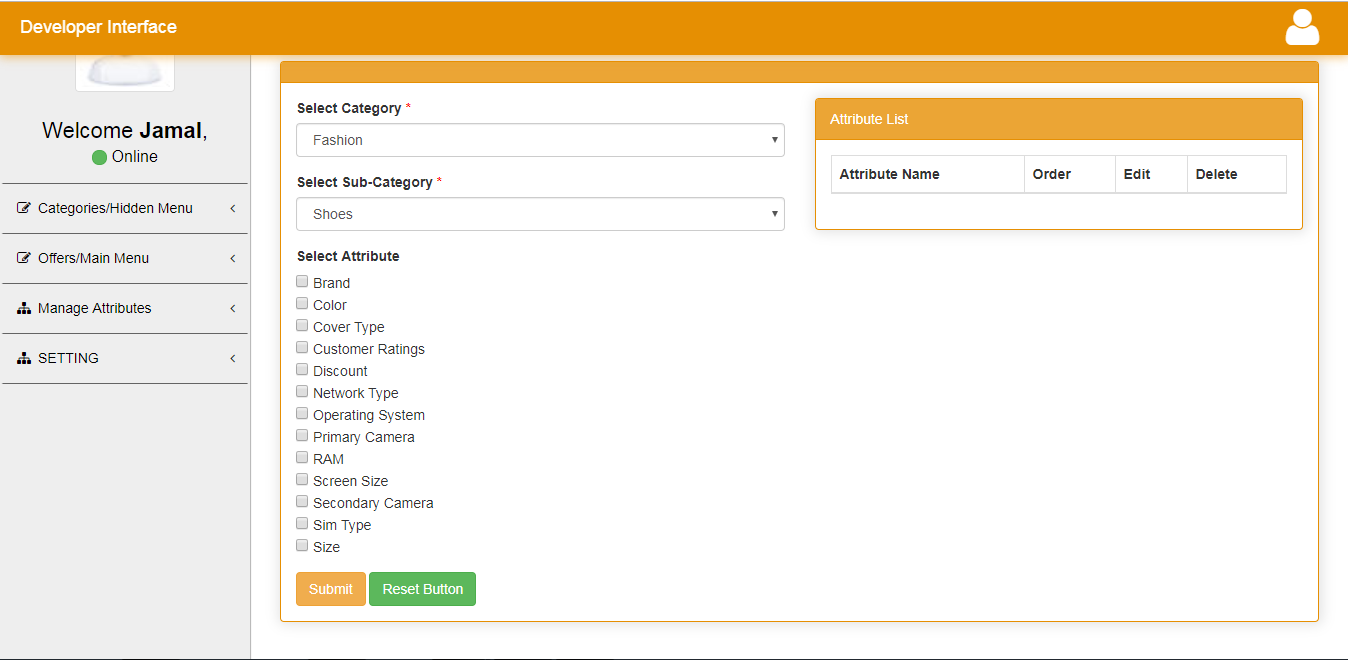 Developer Interface
Welcome Jamal,
Online
Categories/Hidden Menu
Offers/Main Menu
Manage Attributes
SETTING
Select Category *
Fashion
Select Sub-Category *
Shoes
Select Attribute
Brand
Color
Cover Type
Customer Ratings
Discount
Network Type
Operating System
Primary Camera
RAM
Screen Size
Secondary Camera
Sim Type
Size
Submit Reset Button
Attribute List
Attribute Name Order Edit Delete